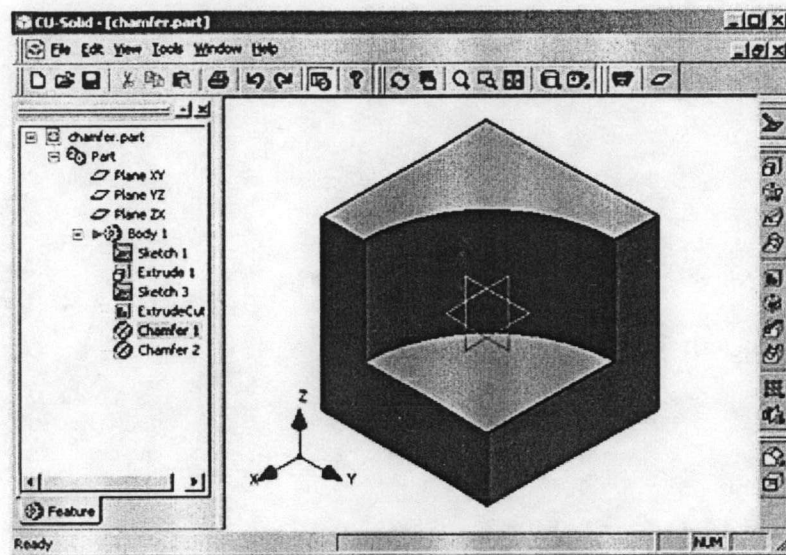 CU-Solid - [chamfer.part]
File Edit View Tools Window Help
chamfer.part
Part
Plane XY
Plane YZ
Plane ZX
Body 1
Sketch 1
Extrude 1
Sketch 3
ExtrudeCut
Chamfer 1
Chamfer 2
Z
X
Y
Feature
Ready
NUM